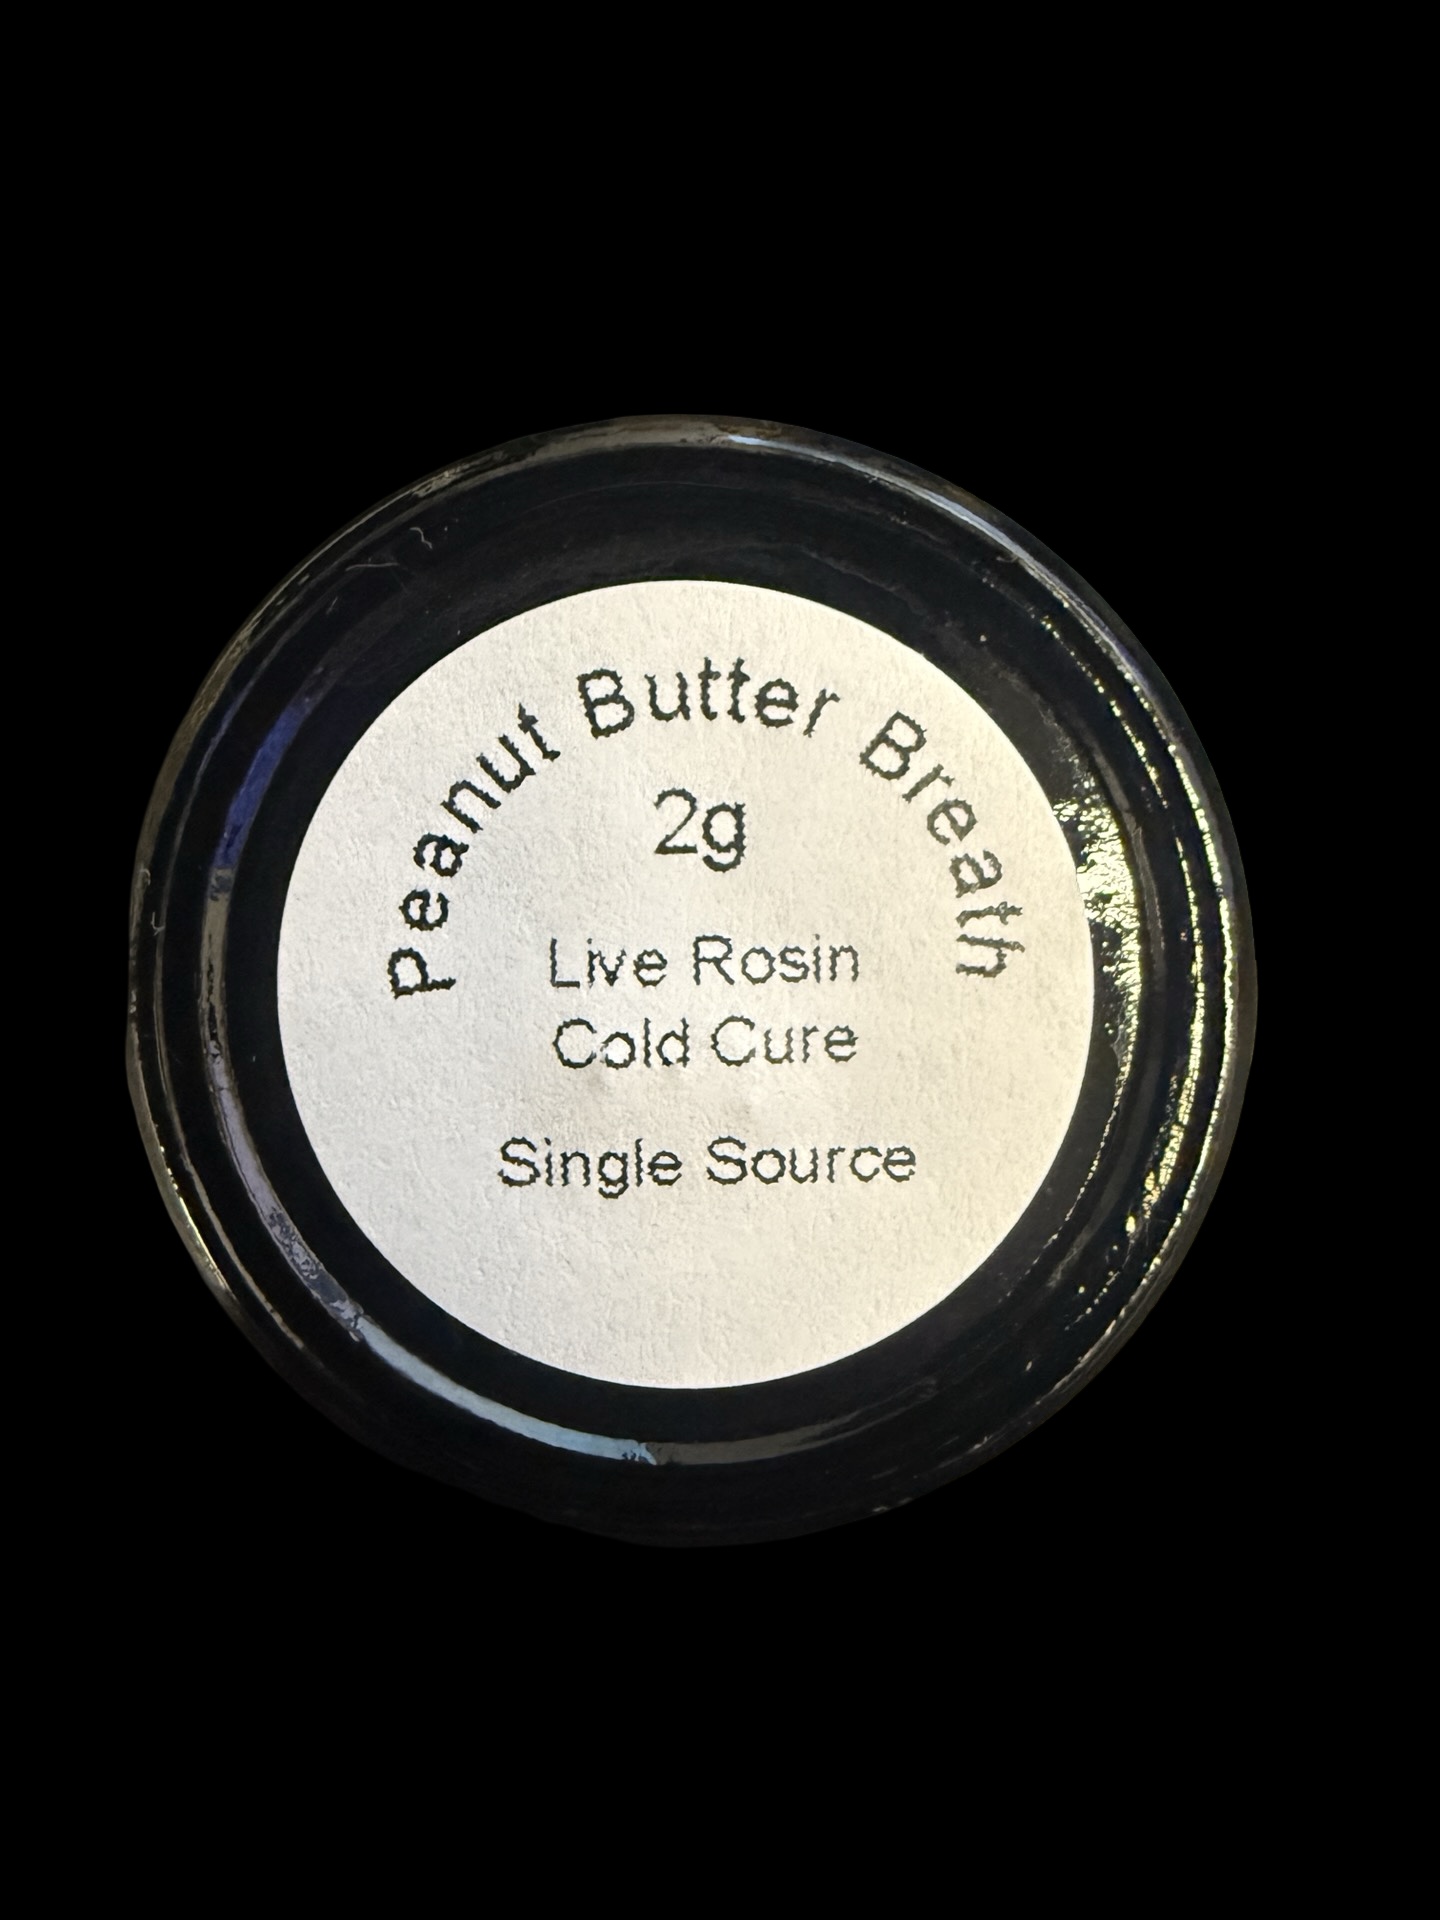 Peanut Butter Breath
2g
Live Rosin
Cold Cure
Single Source